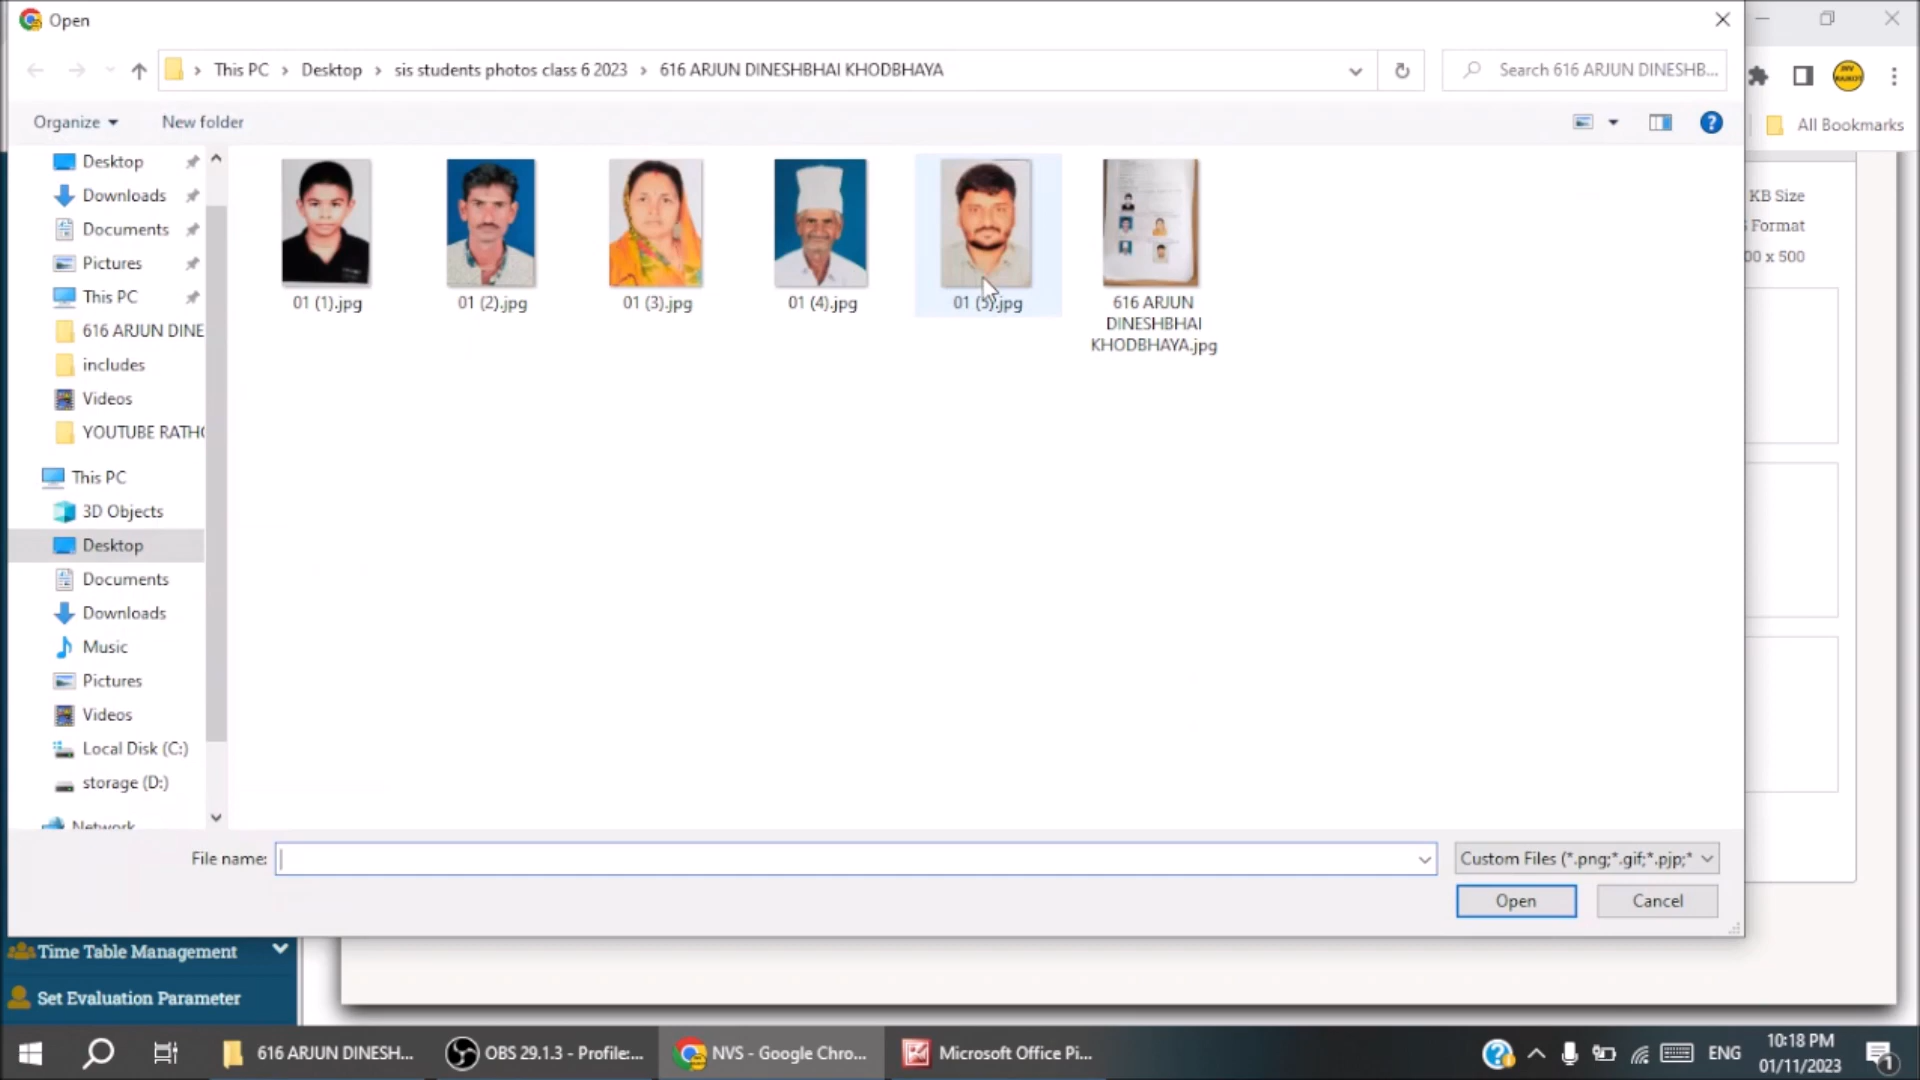 Open
This PC > Desktop > sis students photos class 6 2023 > 616 ARJUN DINESHBHAI KHODBHAYA
Search 616 ARJUN DINESHB...
Organize
New folder
All Bookmarks
Desktop
Downloads
Documents
Pictures
This PC
616 ARJUN DINE
includes
Videos
YOUTUBE RATH
This PC
3D Objects
Desktop
Documents
Downloads
Music
Pictures
Videos
Local Disk (C:)
storage (D:)
Network
01 (1).jpg
01 (2).jpg
01 (3).jpg
01 (4).jpg
01 (5).jpg
616 ARJUN
DINESHBHAI
KHODBHAYA.jpg
KB Size
Format
00 x 500
File name:
Custom Files (*.png;*.gif;*.pjp;*
Open
Cancel
Time Table Management
Set Evaluation Parameter
616 ARJUN DINESH...
OBS 29.1.3 - Profile:...
NVS - Google Chro...
Microsoft Office Pi...
ENG
10:18 PM
01/11/2023
1